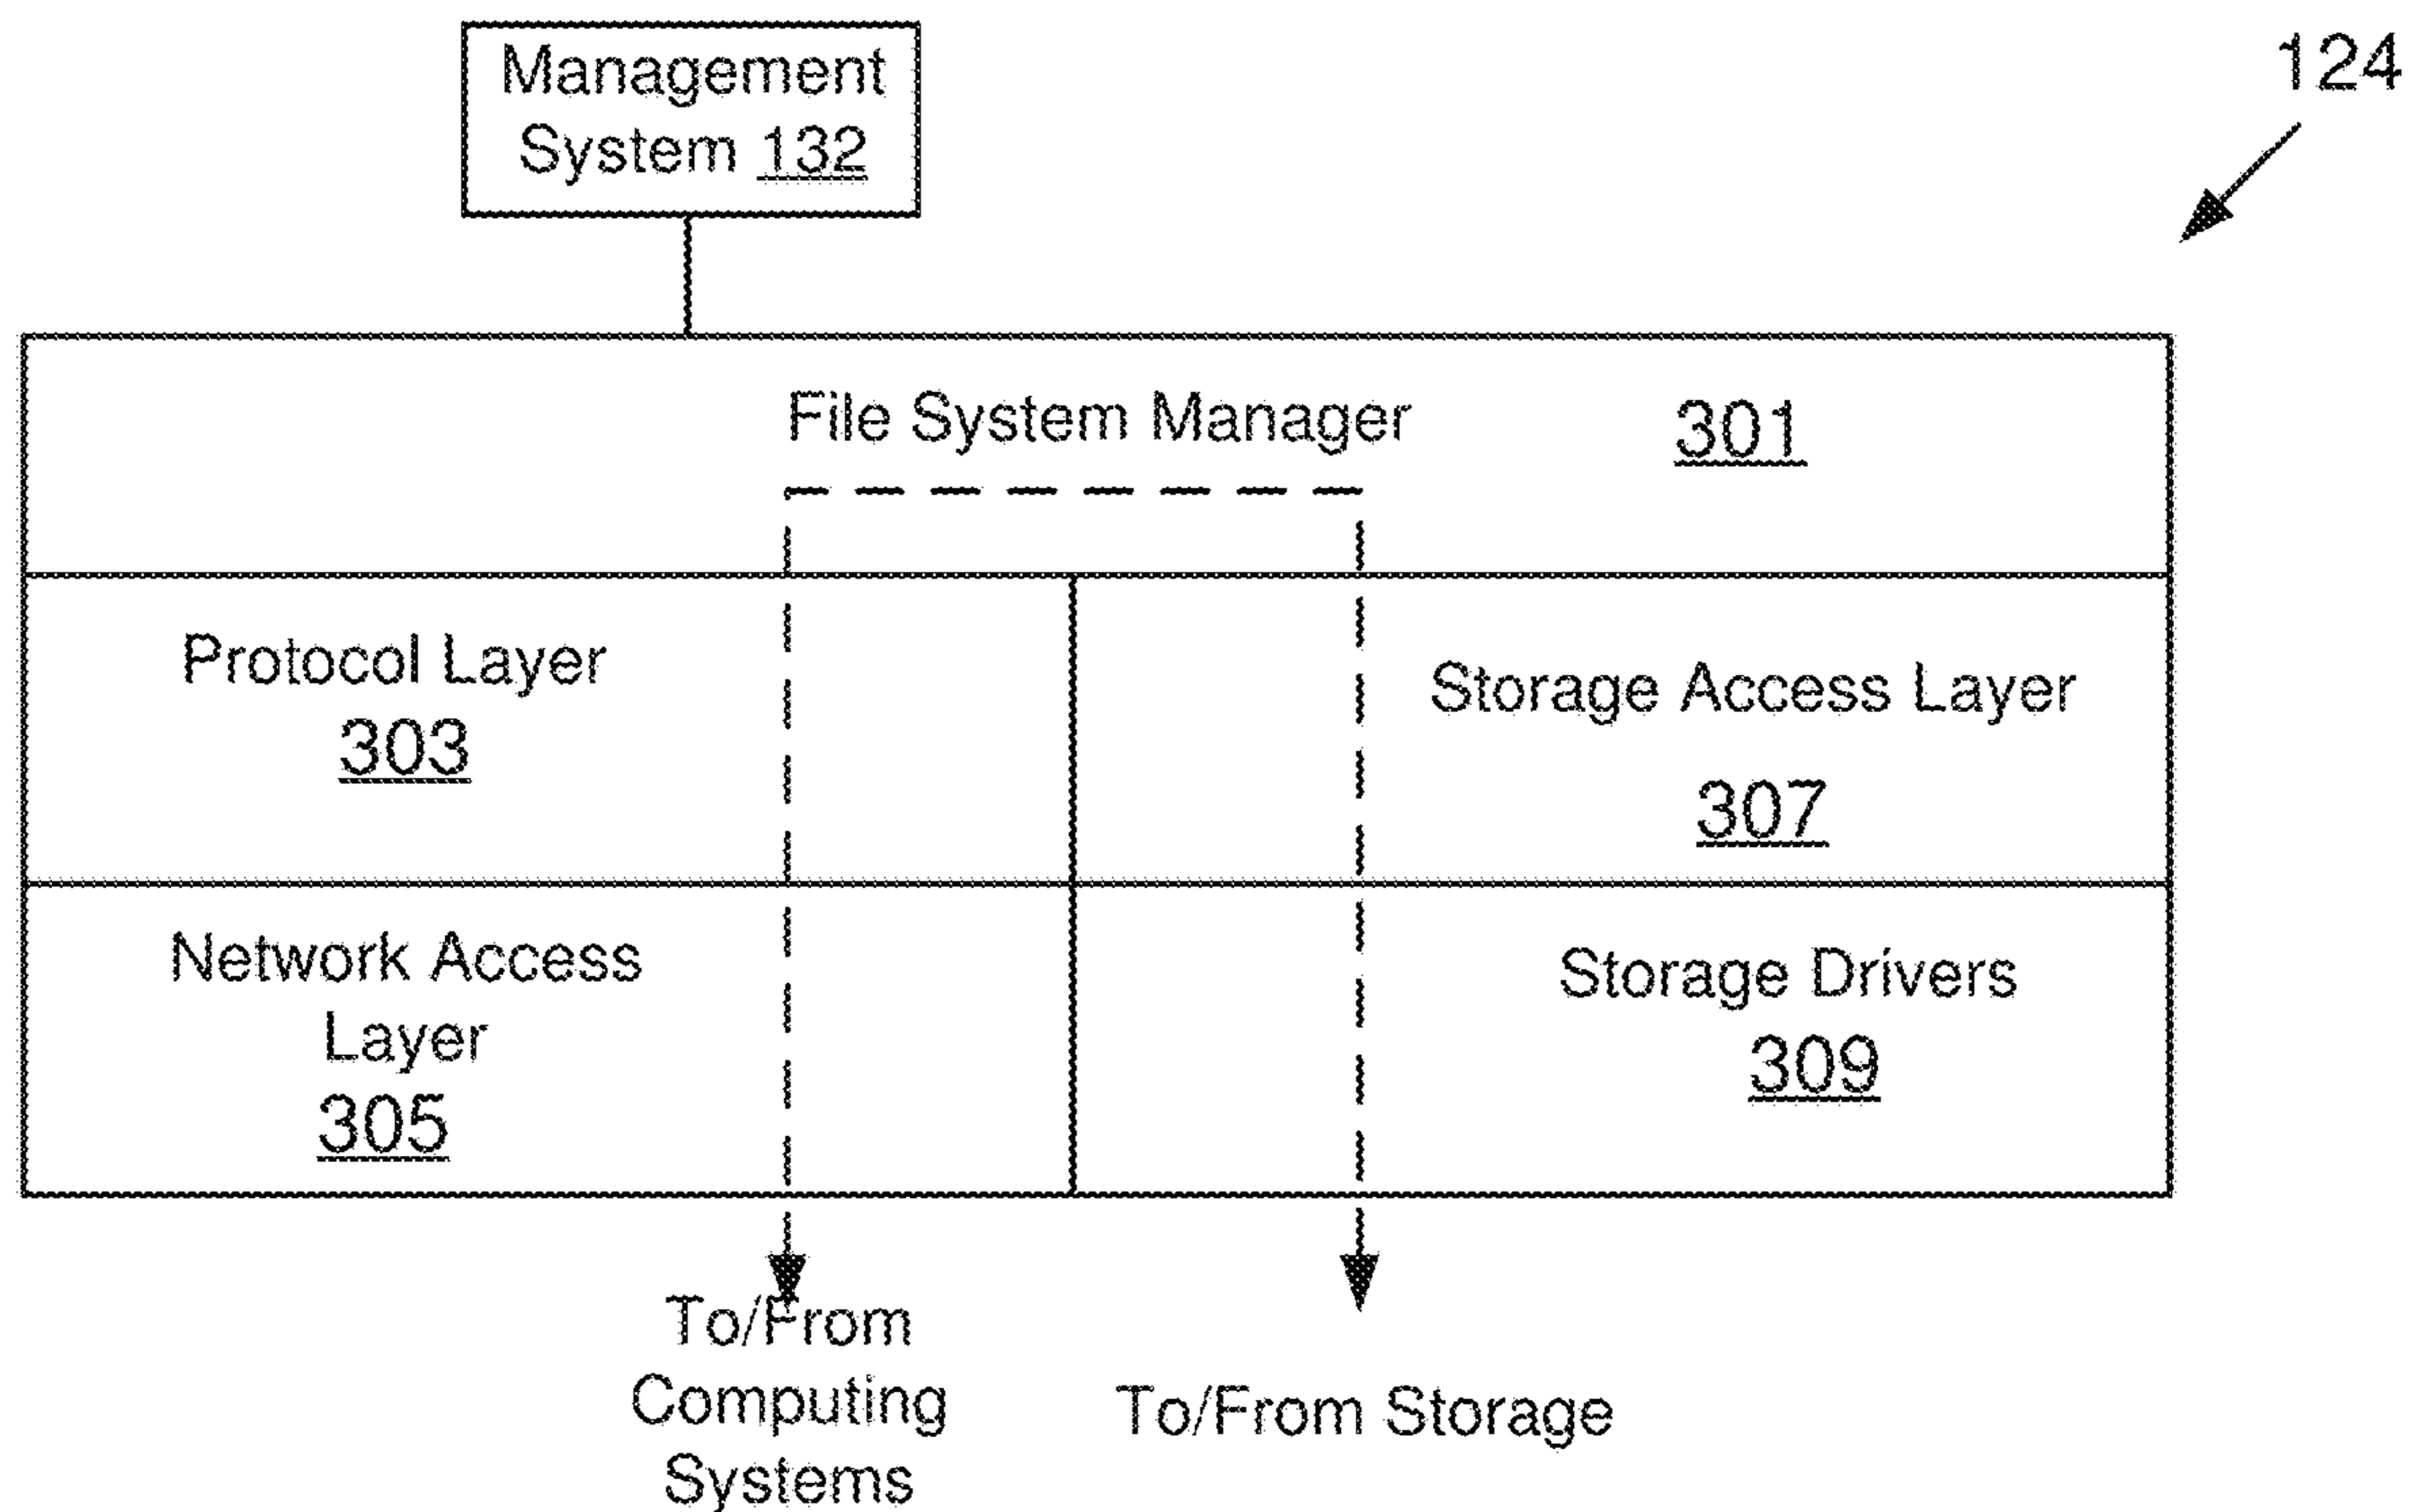 Management
System 132
124
File System Manager 301
Protocol Layer
303
Storage Access Layer
307
Network Access
Layer
305
Storage Drivers
309
To/From
Computing
Systems
To/From Storage